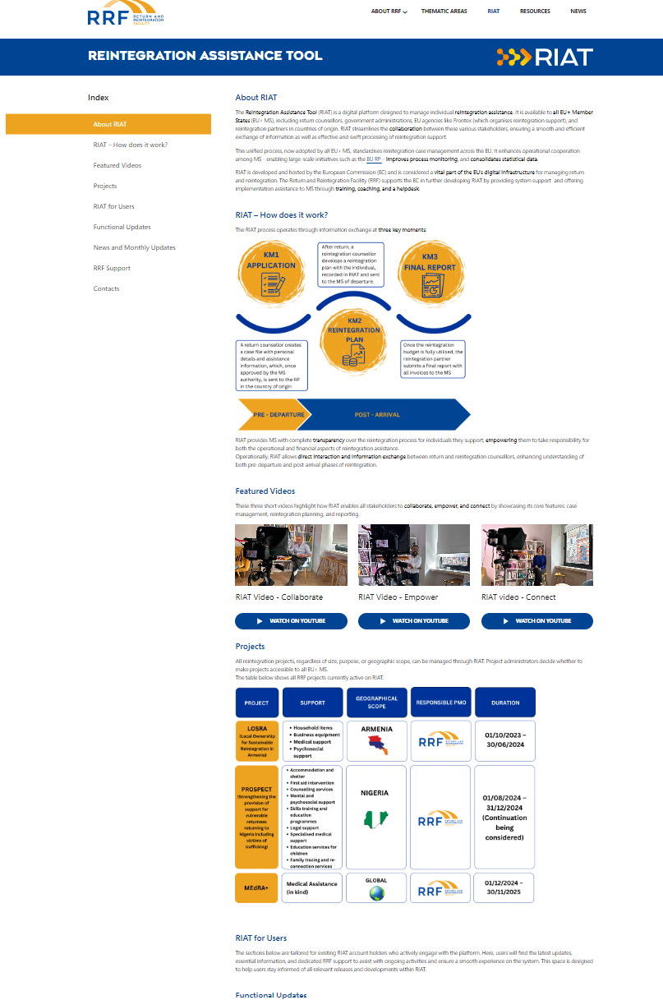 RRF RETURN AND
REINTEGRATION
FACILITY
ABOUT RRF
THEMATIC AREAS
RIAT
RESOURCES
NEWS
REINTEGRATION ASSISTANCE TOOL
RIAT
Index
About RIAT
RIAT – How does it work?
Featured Videos
Projects
RIAT for Users
Functional Updates
News and Monthly Updates
RRF Support
Contacts
About RIAT
The Reintegration Assistance Tool (RIAT) is a digital platform designed to manage individual reintegration assistance. It is available to all EU+ Member
States (EU+ MS), including return counsellors, government administrations, EU agencies like Frontex (which organises reintegration support), and
reintegration partners in countries of origin. RIAT streamlines the collaboration between these various stakeholders, ensuring a smooth and efficient
exchange of information as well as effective and swift processing of reintegration support.
This unified process, now adopted by all EU+ MS, standardises reintegration case management across the EU. It enhances operational cooperation
among MS – enabling large-scale initiatives such as the EU RP – improves process monitoring, and consolidates statistical data.
RIAT is developed and hosted by the European Commission (EC) and is considered a vital part of the EU's digital infrastructure for managing return
and reintegration. The Return and Reintegration Facility (RRF) supports the EC in further developing RIAT by providing system support and offering
implementation assistance to MS through training, coaching, and a helpdesk.
RIAT – How does it work?
The RIAT process operates through information exchange at three key moments:
KM1
APPLICATION
A return counsellor creates
a case file with personal
details and assistance
information, which, once
approved by the MS
authority, is sent to the RP
in the country of origin
After return, a
reintegration counsellor
develops a reintegration
plan with the individual,
recorded in RIAT and sent
to the MS of departure.
KM2
REINTEGRATION
PLAN
KM3
FINAL REPORT
Once the reintegration
budget is fully utilised, the
reintegration partner
submits a final report with
all invoices to the MS
PRE - DEPARTURE
POST - ARRIVAL
RIAT provides MS with complete transparency over the reintegration process for individuals they support, empowering them to take responsibility for
both the operational and financial aspects of reintegration assistance.
Operationally, RIAT allows direct interaction and information exchange between return and reintegration counsellors, enhancing understanding of
both pre-departure and post-arrival phases of reintegration.
Featured Videos
These three short videos highlight how RIAT enables all stakeholders to collaborate, empower, and connect by showcasing its core features: case
management, reintegration planning, and reporting.
RIAT Video - Collaborate
RIAT Video - Empower
RIAT video - Connect
WATCH ON YOUTUBE
WATCH ON YOUTUBE
WATCH ON YOUTUBE
Projects
All reintegration projects, regardless of size, purpose, or geographic scope, can be managed through RIAT. Project administrators decide whether to
make projects accessible to all EU+ MS.
The table below shows all RRF projects currently active on RIAT.
PROJECT
SUPPORT
GEOGRAPHICAL
SCOPE
RESPONSIBLE PMO
DURATION
LOSRA
(Local Ownership
for Sustainable
Reintegration in
Armenia)
• Household items
• Business equipment
• Medical support
• Psychosocial
support
ARMENIA
RRF RETURN AND
REINTEGRATION
FACILITY
01/10/2023 –
30/06/2024
PROSPECT
(Strengthening the
provision of
support for
vulnerable
returnees
returning to
Nigeria including
victims of
trafficking)
• Accommodation and
shelter
• First aid intervention
• Counselling services
• Mental and
psychosocial support
• Skills training and
education
programmes
• Legal support
• Specialised medical
support
• Education services for
children
• Family tracing and re-
connection services
NIGERIA
RRF RETURN AND
REINTEGRATION
FACILITY
01/08/2024 –
31/12/2024
(Continuation
being
considered)
MEdRA+
Medical Assistance
(in kind)
GLOBAL
RRF RETURN AND
REINTEGRATION
FACILITY
01/12/2024 –
30/11/2025
RIAT for Users
The sections below are tailored for existing RIAT account holders who actively engage with the platform. Here, users will find the latest updates,
essential information, and dedicated RRF support to assist with ongoing activities and ensure a smooth experience on the system. This space is designed
to help users stay informed of all relevant releases and developments within RIAT.
Functional Updates